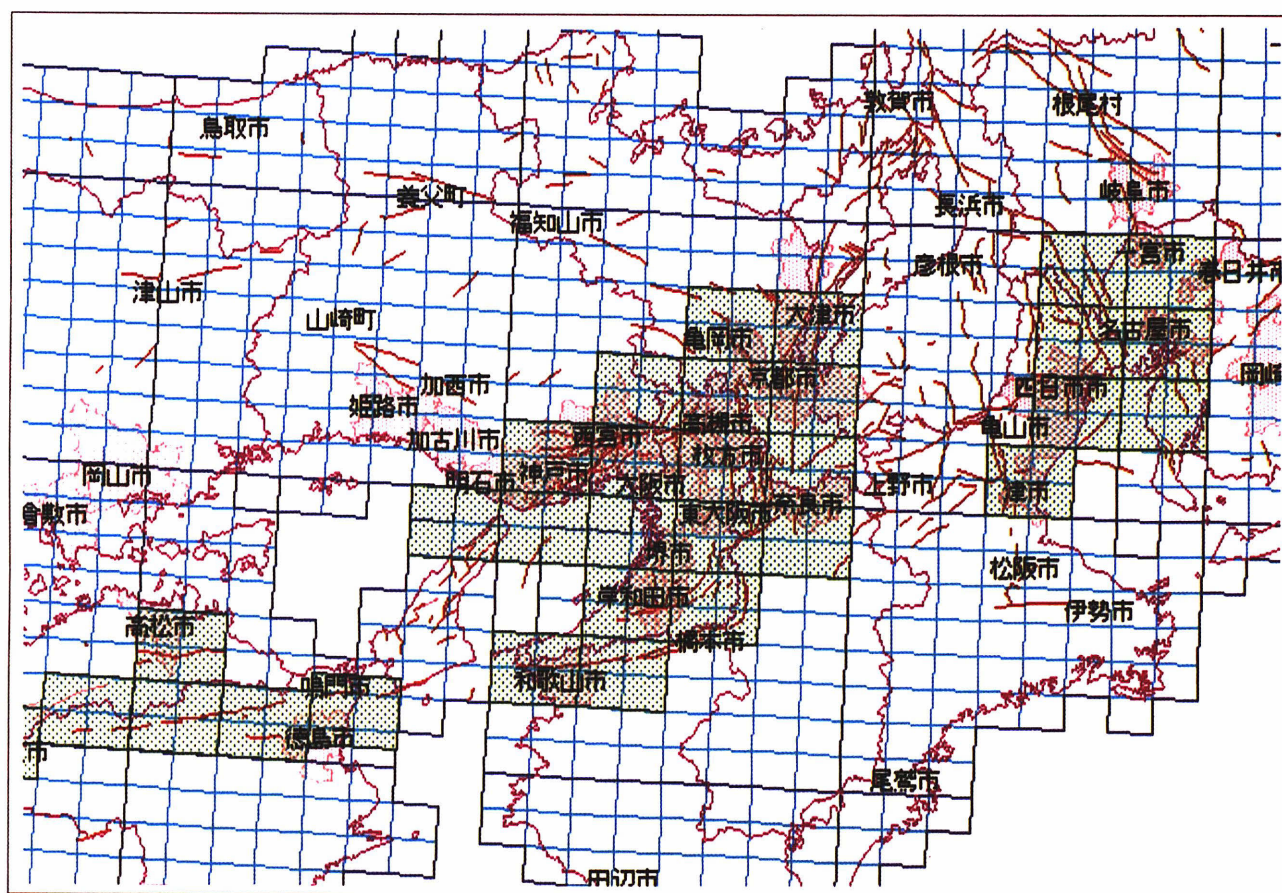 敦賀市
根尾村
鳥取市
岐阜市
養父町
長浜市
福知山市
一宮市
彦根市
春日井市
津山市
大津市
山崎町
亀岡市
名古屋市
京都市
岡崎
加西市
四日市市
姫路市
高槻市
亀山市
加古川市
西宮市
枚方市
岡山市
明石市
神戸市
大阪市
上野市
津市
倉敷市
東大阪市
奈良市
堺市
松阪市
岸和田市
伊勢市
高松市
橋本市
鳴門市
和歌山市
徳島市
市
尾鷲市
田辺市